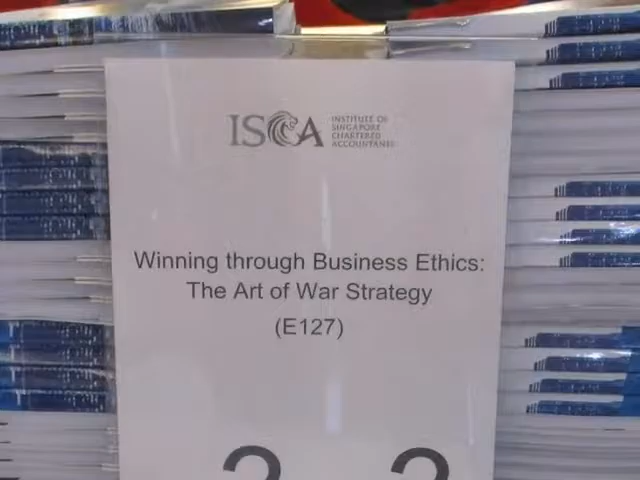 ISCA
INSTITUTE OF
SINGAPORE
CHARTERED
ACCOUNTANTS
Winning through Business Ethics:
The Art of War Strategy
(E127)